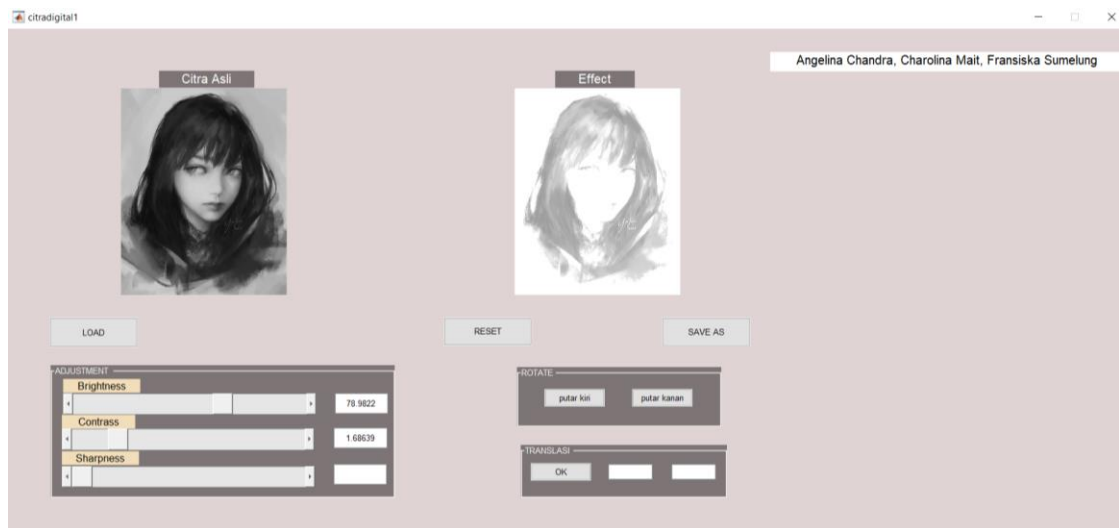 citradigital1
Angelina Chandra, Charolina Mait, Fransiska Sumelung
Citra Asli
Effect
LOAD
RESET
SAVE AS
ADJUSTMENT
Brightness
78.9822
Contrass
1.68639
Sharpness
ROTATE
putar kiri
putar kanan
TRANSLASI
OK